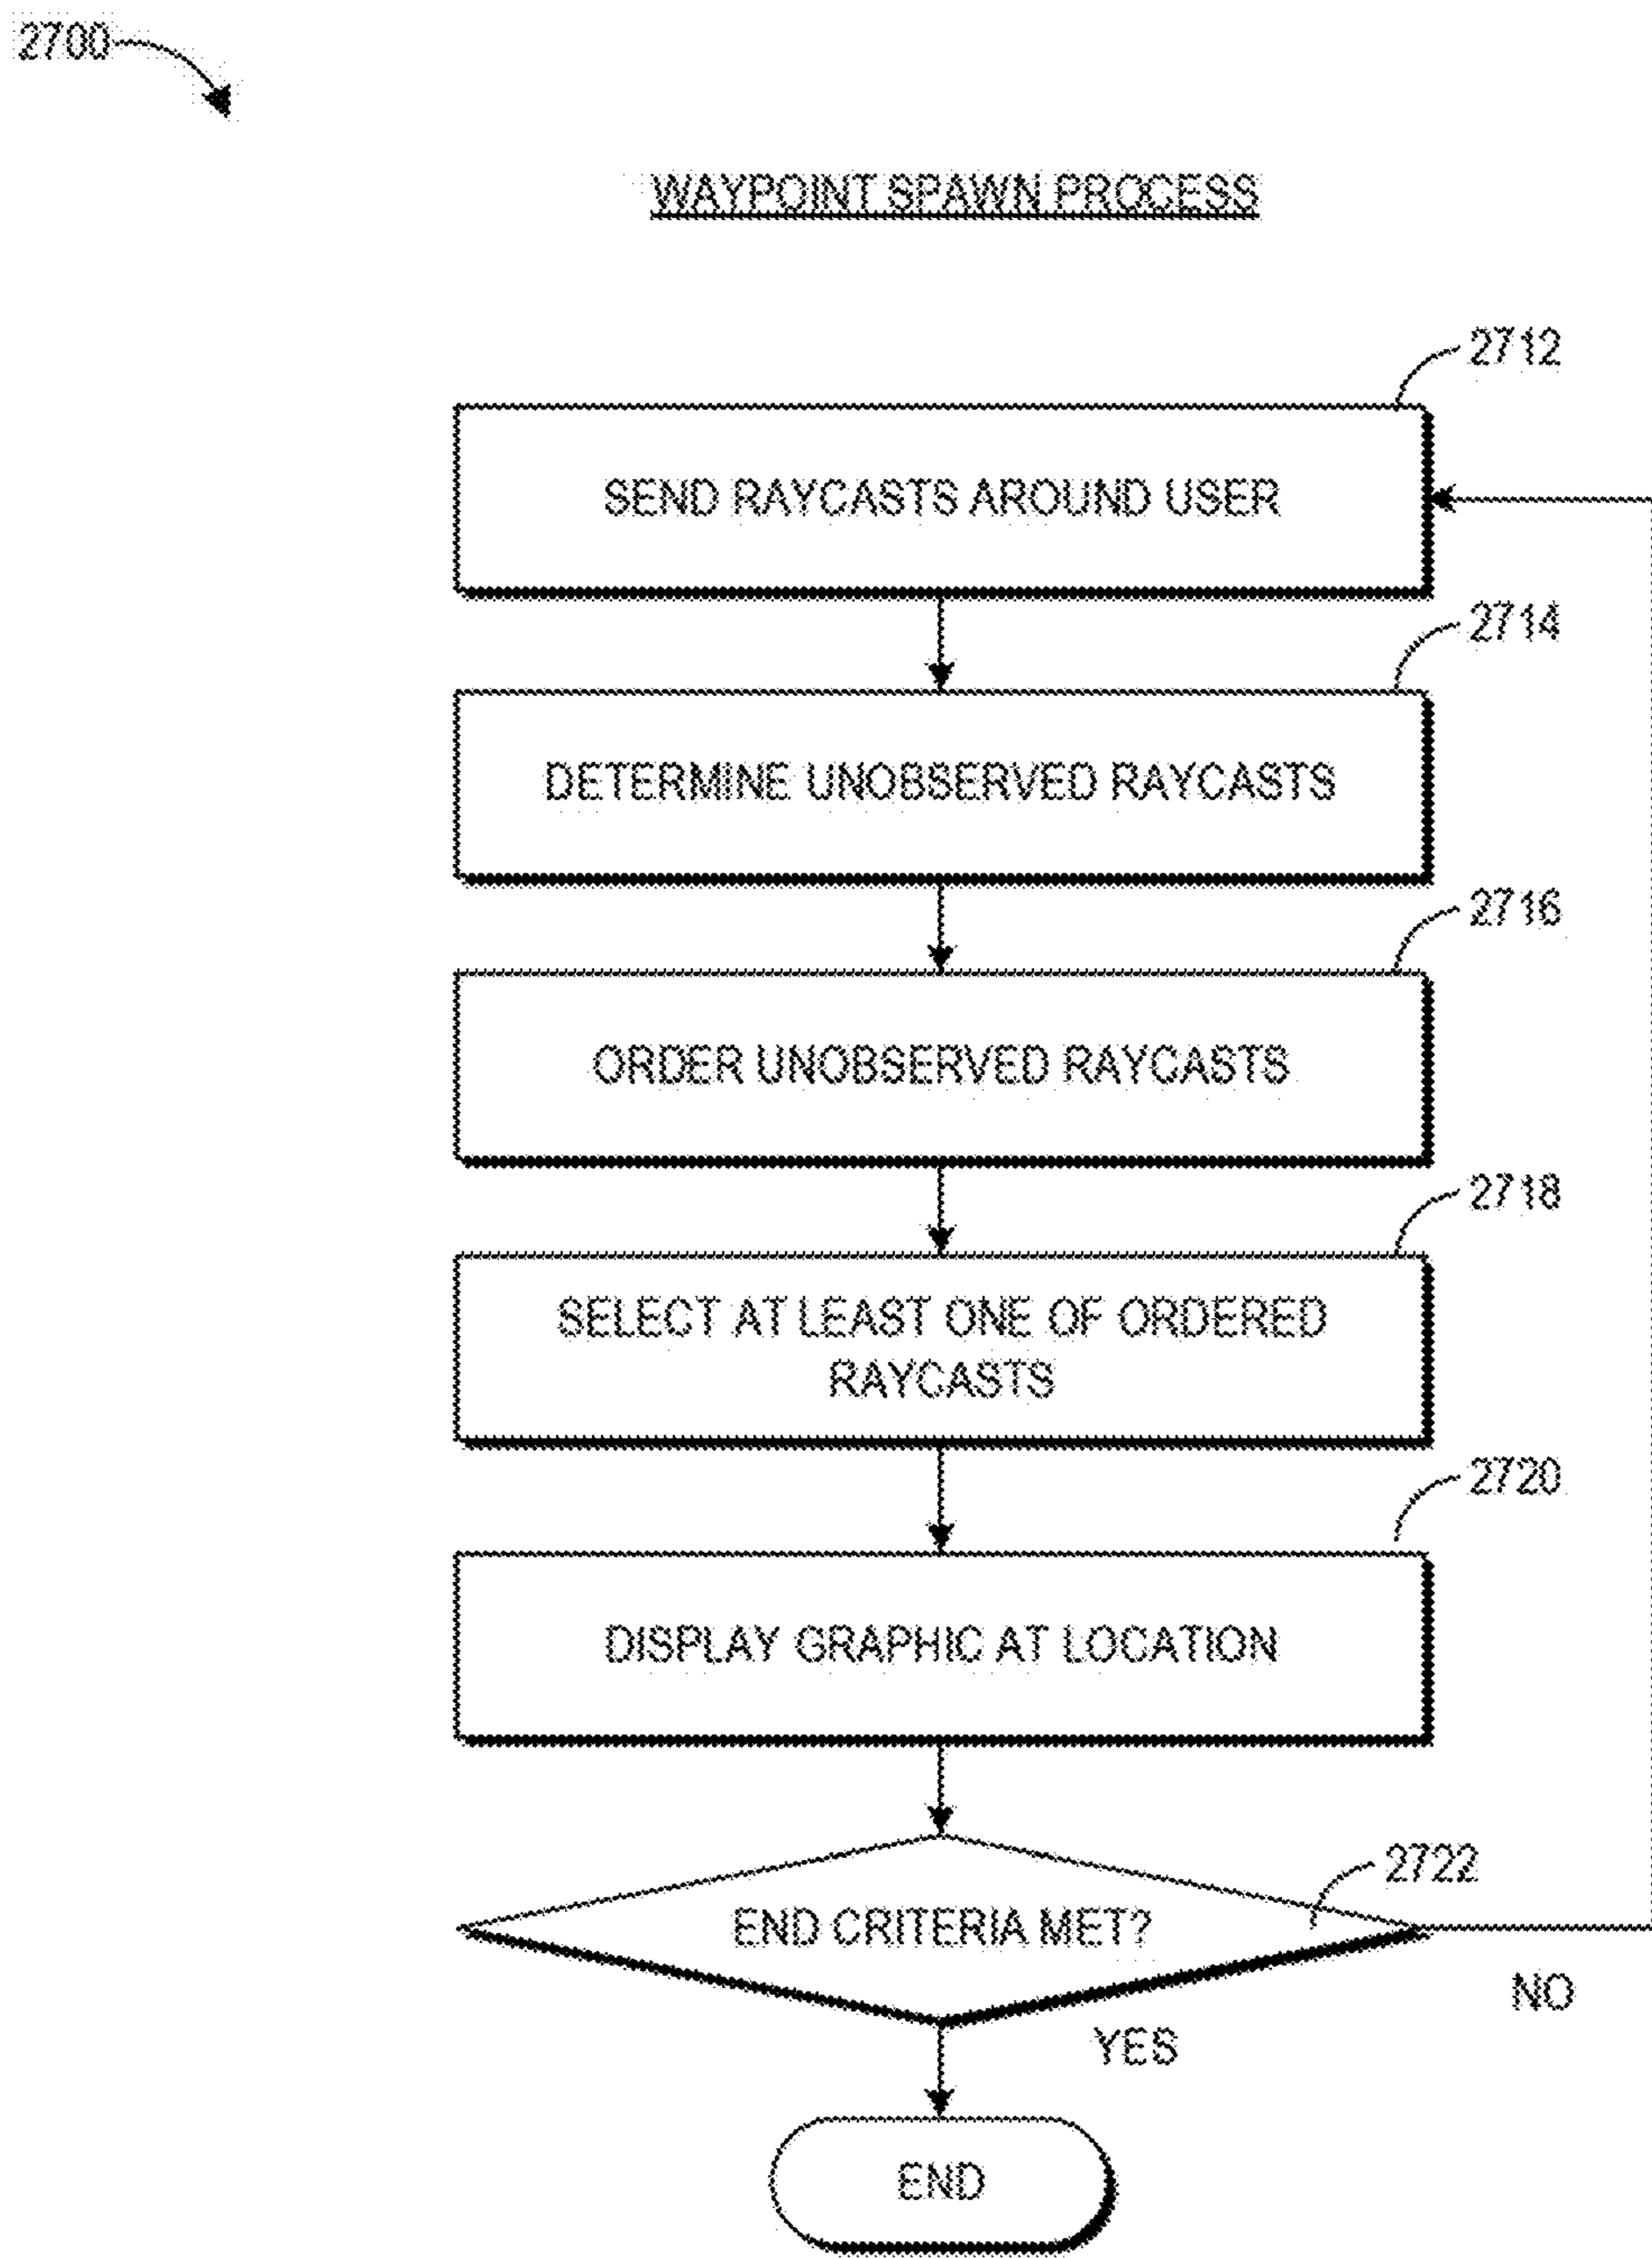 2700
WAYPOINT SPAWN PROCESS
2712
SEND RAYCASTS AROUND USER
2714
DETERMINE UNOBSERVED RAYCASTS
2716
ORDER UNOBSERVED RAYCASTS
2718
SELECT AT LEAST ONE OF ORDERED
RAYCASTS
2720
DISPLAY GRAPHIC AT LOCATION
2722
END CRITERIA MET?
NO
YES
END